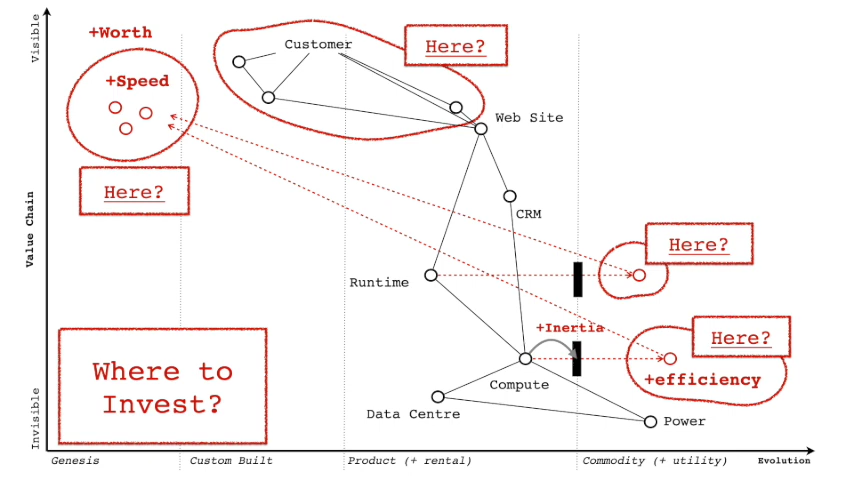 Visible
+Worth
Customer
Here?
+Speed
Web Site
Here?
Value Chain
CRM
Here?
Runtime
+Inertia
Here?
Where to
Invest?
Compute
+efficiency
Data Centre
Power
Invisible
Genesis
Custom Built
Product (+ rental)
Commodity (+ utility)
Evolution